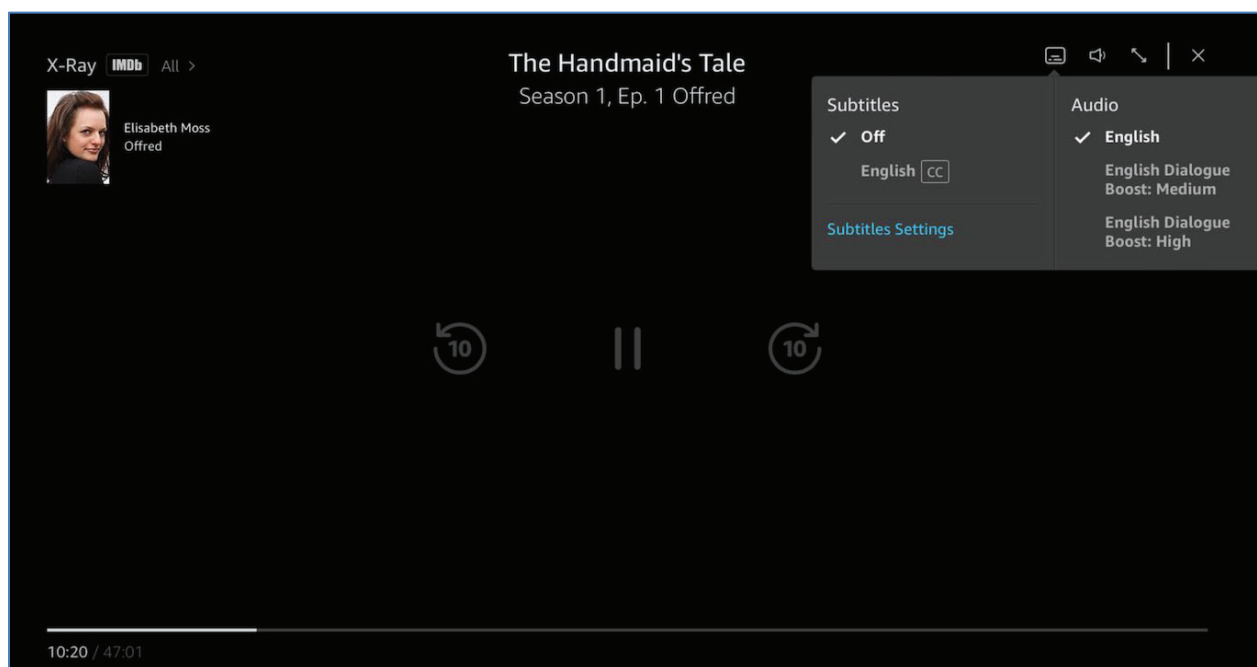 X-Ray IMDb All >
Elisabeth Moss
Offred
The Handmaid's Tale
Season 1, Ep. 1 Offred
Subtitles
Off
English CC
Subtitles Settings
Audio
English
English Dialogue
Boost: Medium
English Dialogue
Boost: High
10
10
10:20 / 47:01